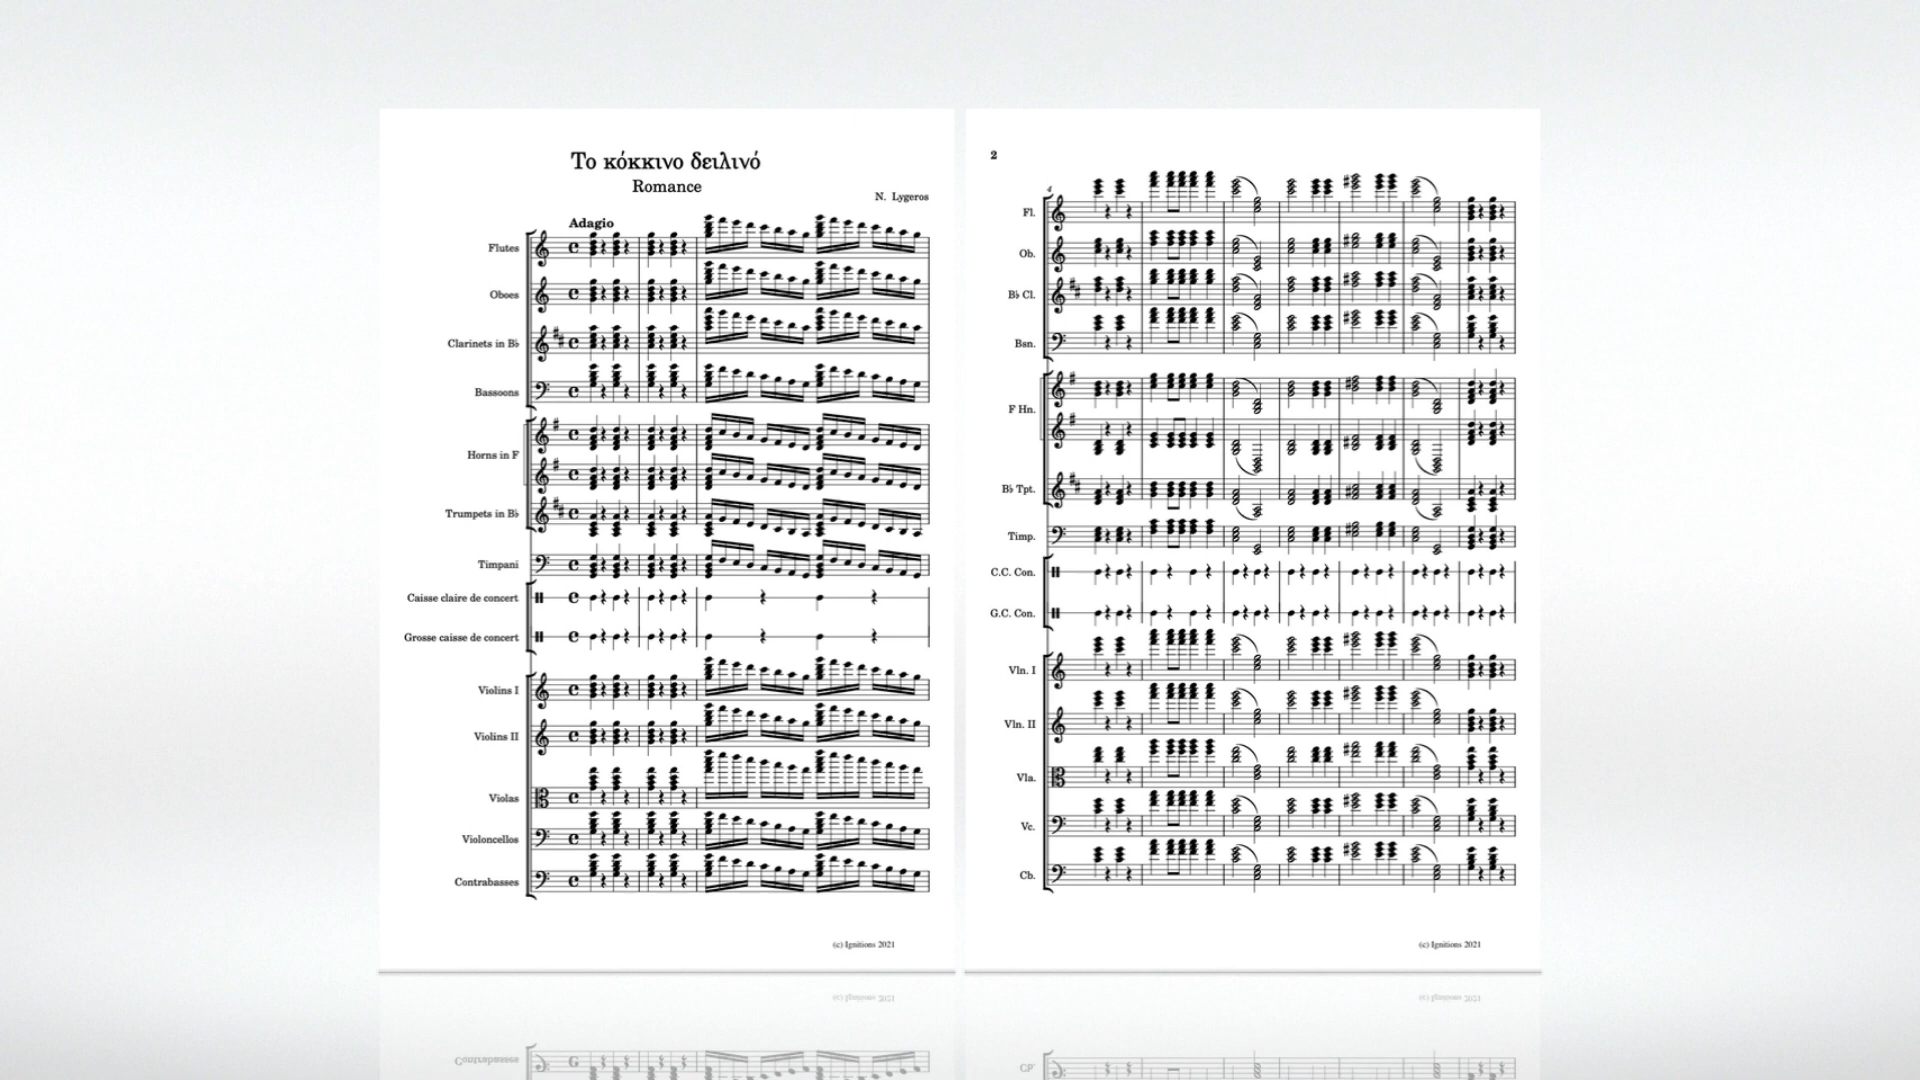 Το κόκκινο δειλινό
Romance
N. Lygeros
Adagio
Flutes
Oboes
Clarinets in B♭
Bassoons
Horns in F
Trumpets in B♭
Timpani
Caisse claire de concert
Grosse caisse de concert
Violins I
Violins II
Violas
Violoncellos
Contrabasses
(c) Ignitions 2021
2
4
Fl.
Ob.
B♭ Cl.
Bsn.
F Hn.
B♭ Tpt.
Timp.
C.C. Con.
G.C. Con.
Vln. I
Vln. II
Vla.
Vc.
Cb.
(c) Ignitions 2021